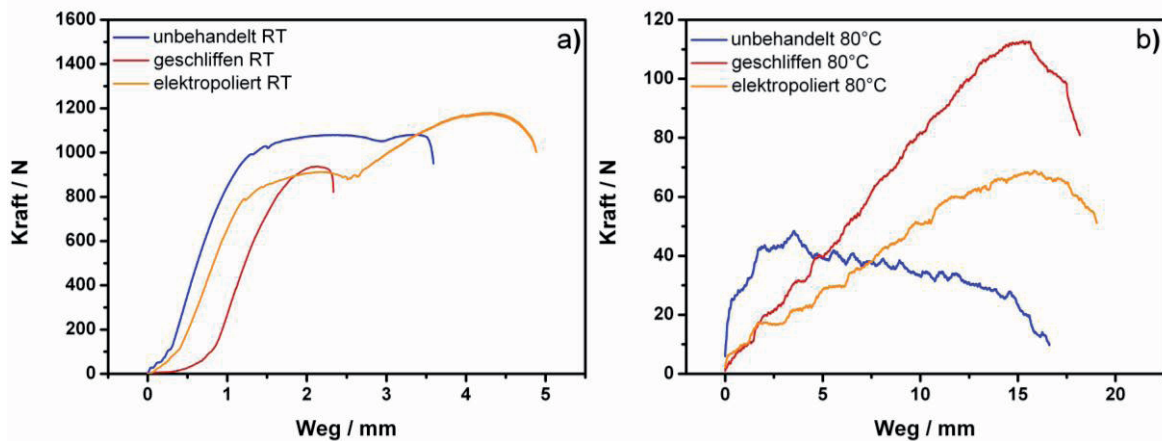 a)
unbehandelt RT
geschliffen RT
elektropoliert RT
Kraft / N
1600
1400
1200
1000
800
600
400
200
0
0 1 2 3 4 5
Weg / mm
b)
unbehandelt 80°C
geschliffen 80°C
elektropoliert 80°C
Kraft / N
120
100
80
60
40
20
0
0 5 10 15 20
Weg / mm